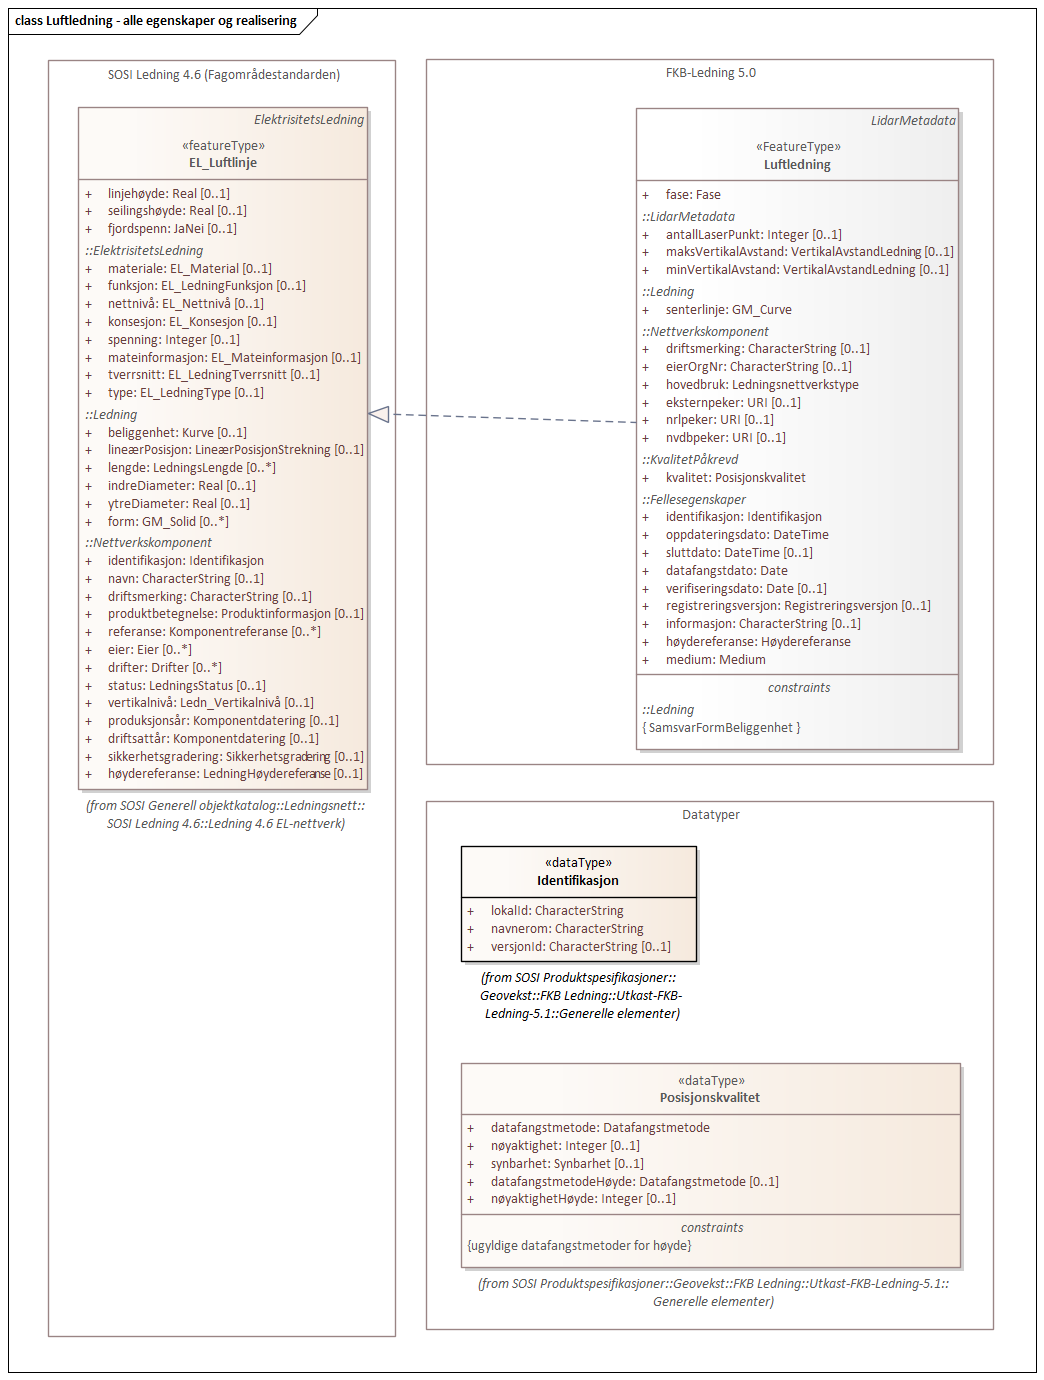 class Luftledning - alle egenskaper og realisering
SOSI Ledning 4.6 (Fagområdestandarden)
ElektrisitetsLedning
«featureType»
EL_Luftlinje
+ linjehøyde: Real [0..1]
+ seilingshøyde: Real [0..1]
+ fjordspenn: JaNei [0..1]
::ElektrisitetsLedning
+ materiale: EL_Material [0..1]
+ funksjon: EL_LedningFunksjon [0..1]
+ nettnivå: EL_Nettnivå [0..1]
+ konsesjon: EL_Konsesjon [0..1]
+ spenning: Integer [0..1]
+ mateinformasjon: EL_Mateinformasjon [0..1]
+ tverrsnitt: EL_LedningTverrsnitt [0..1]
+ type: EL_LedningType [0..1]
::Ledning
+ beliggenhet: Kurve [0..1]
+ lineærPosisjon: LineærPosisjonStrekning [0..1]
+ lengde: LedningsLengde [0..*]
+ indreDiameter: Real [0..1]
+ ytreDiameter: Real [0..1]
+ form: GM_Solid [0..*]
::Nettverkskomponent
+ identifikasjon: Identifikasjon
+ navn: CharacterString [0..1]
+ driftsmerking: CharacterString [0..1]
+ produktbetegnelse: Produktinformasjon [0..1]
+ referanse: Komponentreferanse [0..*]
+ eier: Eier [0..*]
+ drifter: Drifter [0..*]
+ status: LedningsStatus [0..1]
+ vertikalnivå: Ledn_Vertikalnivå [0..1]
+ produksjonsår: Komponentdatering [0..1]
+ driftsattår: Komponentdatering [0..1]
+ sikkerhetsgradering: Sikkerhetsgradering [0..1]
+ høydereferanse: LedningHøydereferanse [0..1]
(from SOSI Generell objektkatalog::Ledningsnett::
SOSI Ledning 4.6::Ledning 4.6 EL-nettverk)
FKB-Ledning 5.0
LidarMetadata
«FeatureType»
Luftledning
+ fase: Fase
::LidarMetadata
+ antallLaserPunkt: Integer [0..1]
+ maksVertikalAvstand: VertikalAvstandLedning [0..1]
+ minVertikalAvstand: VertikalAvstandLedning [0..1]
::Ledning
+ senterlinje: GM_Curve
::Nettverkskomponent
+ driftsmerking: CharacterString [0..1]
+ eierOrgNr: CharacterString [0..1]
+ hovedbruk: Ledningsnettverkstype
+ eksternpeker: URI [0..1]
+ nrlpeker: URI [0..1]
+ nvdbpeker: URI [0..1]
::KvalitetPåkrevd
+ kvalitet: Posisjonskvalitet
::Fellesegenskaper
+ identifikasjon: Identifikasjon
+ oppdateringsdato: DateTime
+ sluttdato: DateTime [0..1]
+ datafangstdato: Date
+ verifiseringsdato: Date [0..1]
+ registreringsversjon: Registreringsversjon [0..1]
+ informasjon: CharacterString [0..1]
+ høydereferanse: Høydereferanse
+ medium: Medium
constraints
::Ledning
{ SamsvarFormBeliggenhet }
Datatyper
«dataType»
Identifikasjon
+ lokalId: CharacterString
+ navnerom: CharacterString
+ versjonId: CharacterString [0..1]
(from SOSI Produktspesifikasjoner::
Geovekst::FKB Ledning::Utkast-FKB-
Ledning-5.1::Generelle elementer)
«dataType»
Posisjonskvalitet
+ datafangstmetode: Datafangstmetode
+ nøyaktighet: Integer [0..1]
+ synbarhet: Synbarhet [0..1]
+ datafangstmetodeHøyde: Datafangstmetode [0..1]
+ nøyaktighetHøyde: Integer [0..1]
constraints
{ugyldige datafangstmetoder for høyde}
(from SOSI Produktspesifikasjoner::Geovekst::FKB Ledning::Utkast-FKB-Ledning-5.1::
Generelle elementer)